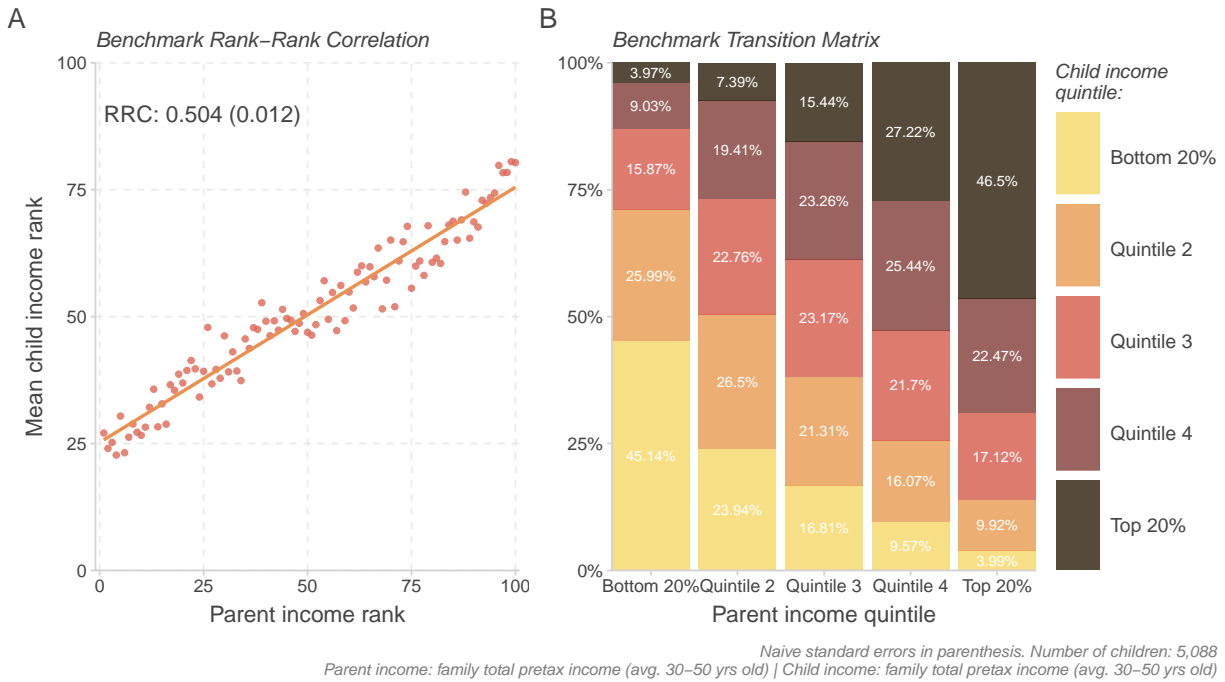 A
Benchmark Rank−Rank Correlation
RRC: 0.504 (0.012)
100
75
50
25
0
0 25 50 75 100
Mean child income rank
Parent income rank
B
Benchmark Transition Matrix
100%
75%
50%
25%
0%
3.97%
9.03%
15.87%
25.99%
45.14%
7.39%
19.41%
22.76%
26.5%
23.94%
15.44%
23.26%
23.17%
21.31%
16.81%
27.22%
25.44%
21.7%
16.07%
9.57%
46.5%
22.47%
17.12%
9.92%
3.99%
Bottom 20% Quintile 2 Quintile 3 Quintile 4 Top 20%
Parent income quintile
Child income
quintile:
Bottom 20%
Quintile 2
Quintile 3
Quintile 4
Top 20%
Naive standard errors in parenthesis. Number of children: 5,088
Parent income: family total pretax income (avg. 30−50 yrs old) | Child income: family total pretax income (avg. 30−50 yrs old)